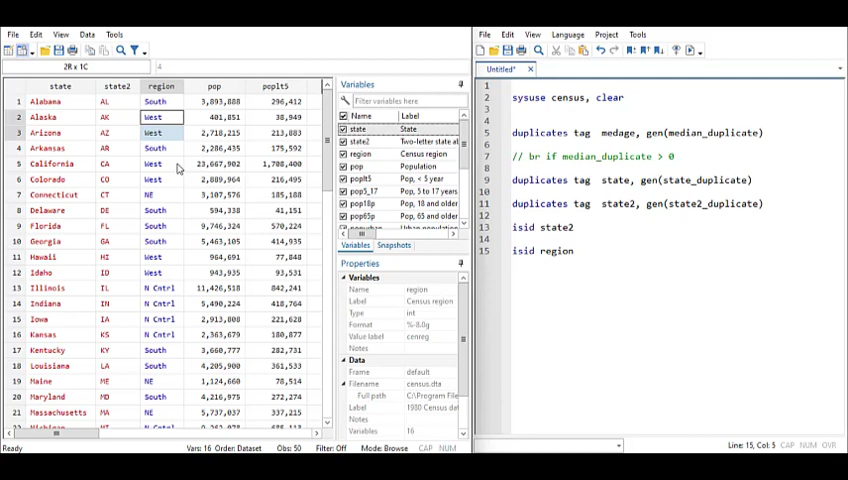 File Edit View Data Tools
2R x 1C
4
state state2 region pop poplt5
1 Alabama AL South 3,893,888 296,412
2 Alaska AK West 401,851 38,949
3 Arizona AZ West 2,718,215 213,883
4 Arkansas AR South 2,286,435 175,592
5 California CA West 23,667,902 1,708,400
6 Colorado CO West 2,889,964 216,495
7 Connecticut CT NE 3,107,576 185,188
8 Delaware DE South 594,338 41,151
9 Florida FL South 9,746,324 570,224
10 Georgia GA South 5,463,105 414,935
11 Hawaii HI West 964,691 77,848
12 Idaho ID West 943,935 93,531
13 Illinois IL N Cntrl 11,426,518 842,241
14 Indiana IN N Cntrl 5,490,224 418,764
15 Iowa IA N Cntrl 2,913,808 221,628
16 Kansas KS N Cntrl 2,363,679 180,877
17 Kentucky KY South 3,660,777 282,731
18 Louisiana LA South 4,205,900 361,533
19 Maine ME NE 1,124,660 78,514
20 Maryland MD South 4,216,975 272,274
21 Massachusetts MA NE 5,737,037 337,215
Variables
Filter variables here
Name Label
state State
state2 Two-letter state ab
region Census region
pop Population
poplt5 Pop, < 5 year
pop5_17 Pop, 5 to 17 years
pop18p Pop, 18 and older
pop65p Pop, 65 and older
Variables Snapshots
Properties
Variables
Name region
Label Census region
Type int
Format %-8.0g
Value label cenreg
Notes
Data
Frame default
Filename census.dta
Full path C:\Program File
Label 1980 Census dat
Notes
Variables 16
Ready Vars: 16 Order: Dataset Obs: 50 Filter: Off Mode: Browse CAP NUM
File Edit View Language Project Tools
Untitled*
1
2 sysuse census, clear
3
4
5 duplicates tag medage, gen(median_duplicate)
6
7 // br if median_duplicate > 0
8
9 duplicates tag state, gen(state_duplicate)
10
11 duplicates tag state2, gen(state2_duplicate)
12
13 isid state2
14
15 isid region
Line: 15, Col: 5 CAP NUM OVR